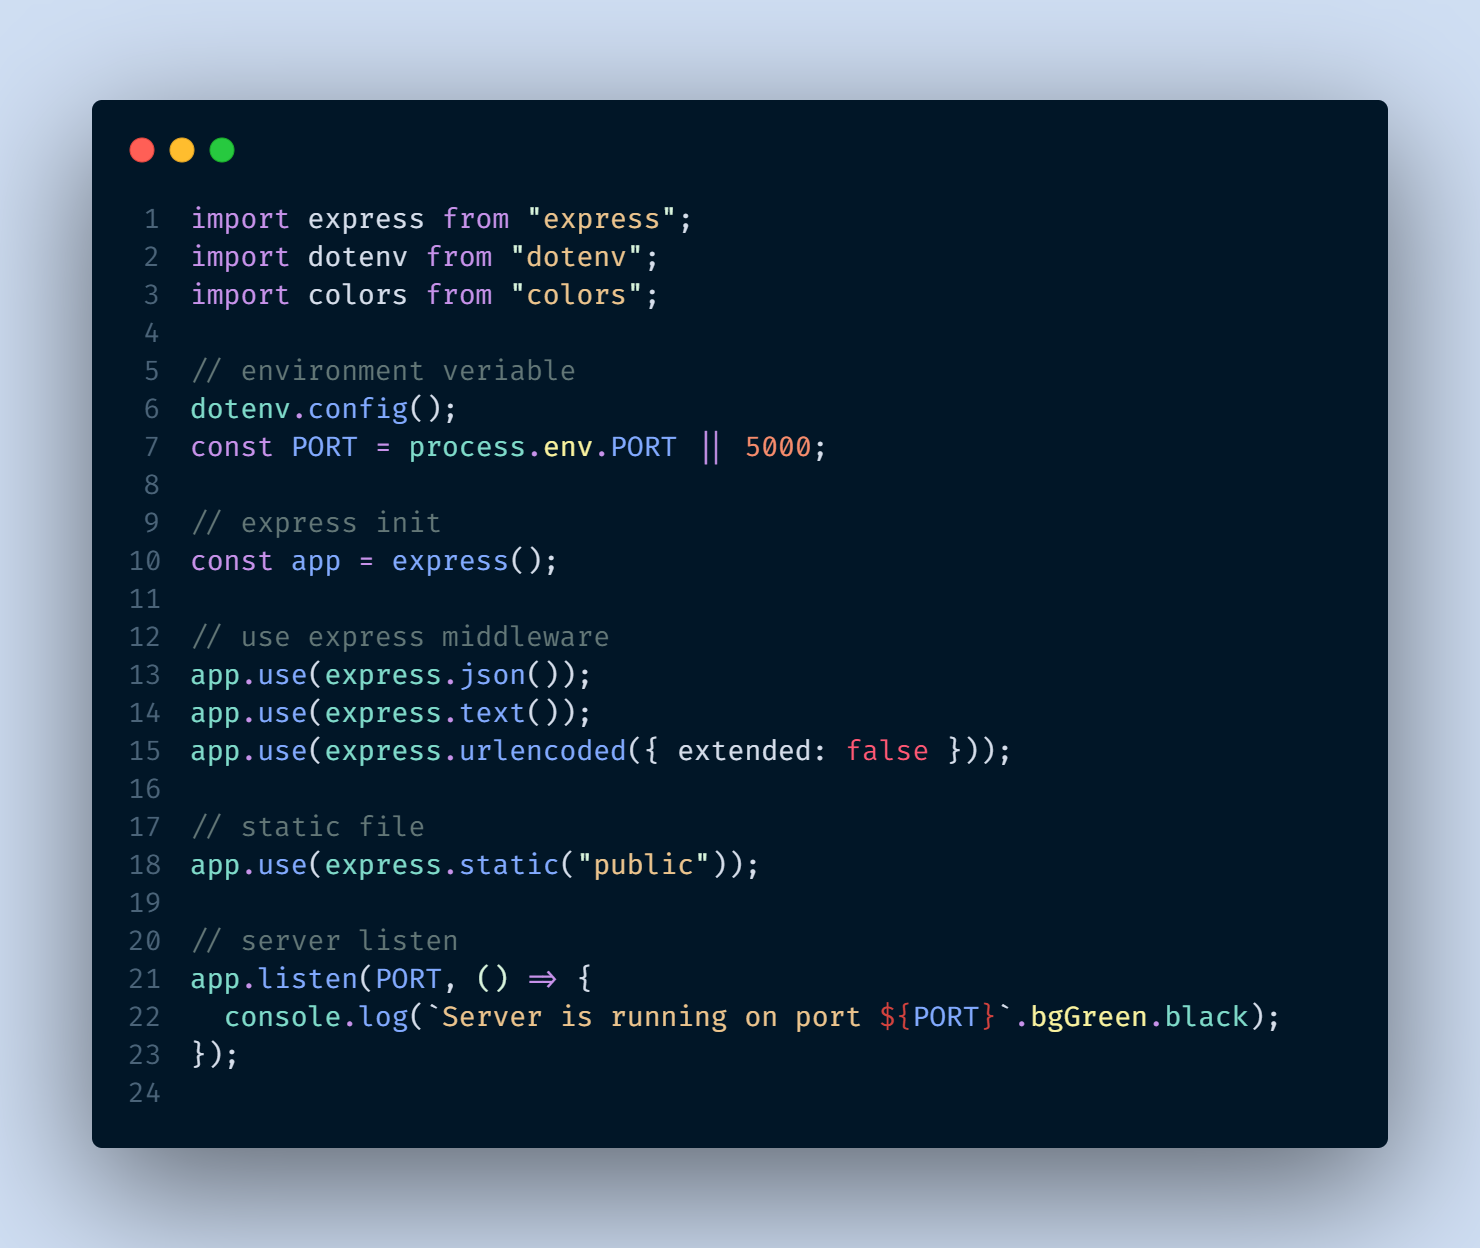 1 import express from "express";
2 import dotenv from "dotenv";
3 import colors from "colors";
4
5 // environment veriable
6 dotenv.config();
7 const PORT = process.env.PORT || 5000;
8
9 // express init
10 const app = express();
11
12 // use express middleware
13 app.use(express.json());
14 app.use(express.text());
15 app.use(express.urlencoded({ extended: false }));
16
17 // static file
18 app.use(express.static("public"));
19
20 // server listen
21 app.listen(PORT, () => {
22   console.log(`Server is running on port ${PORT}`.bgGreen.black);
23 });
24